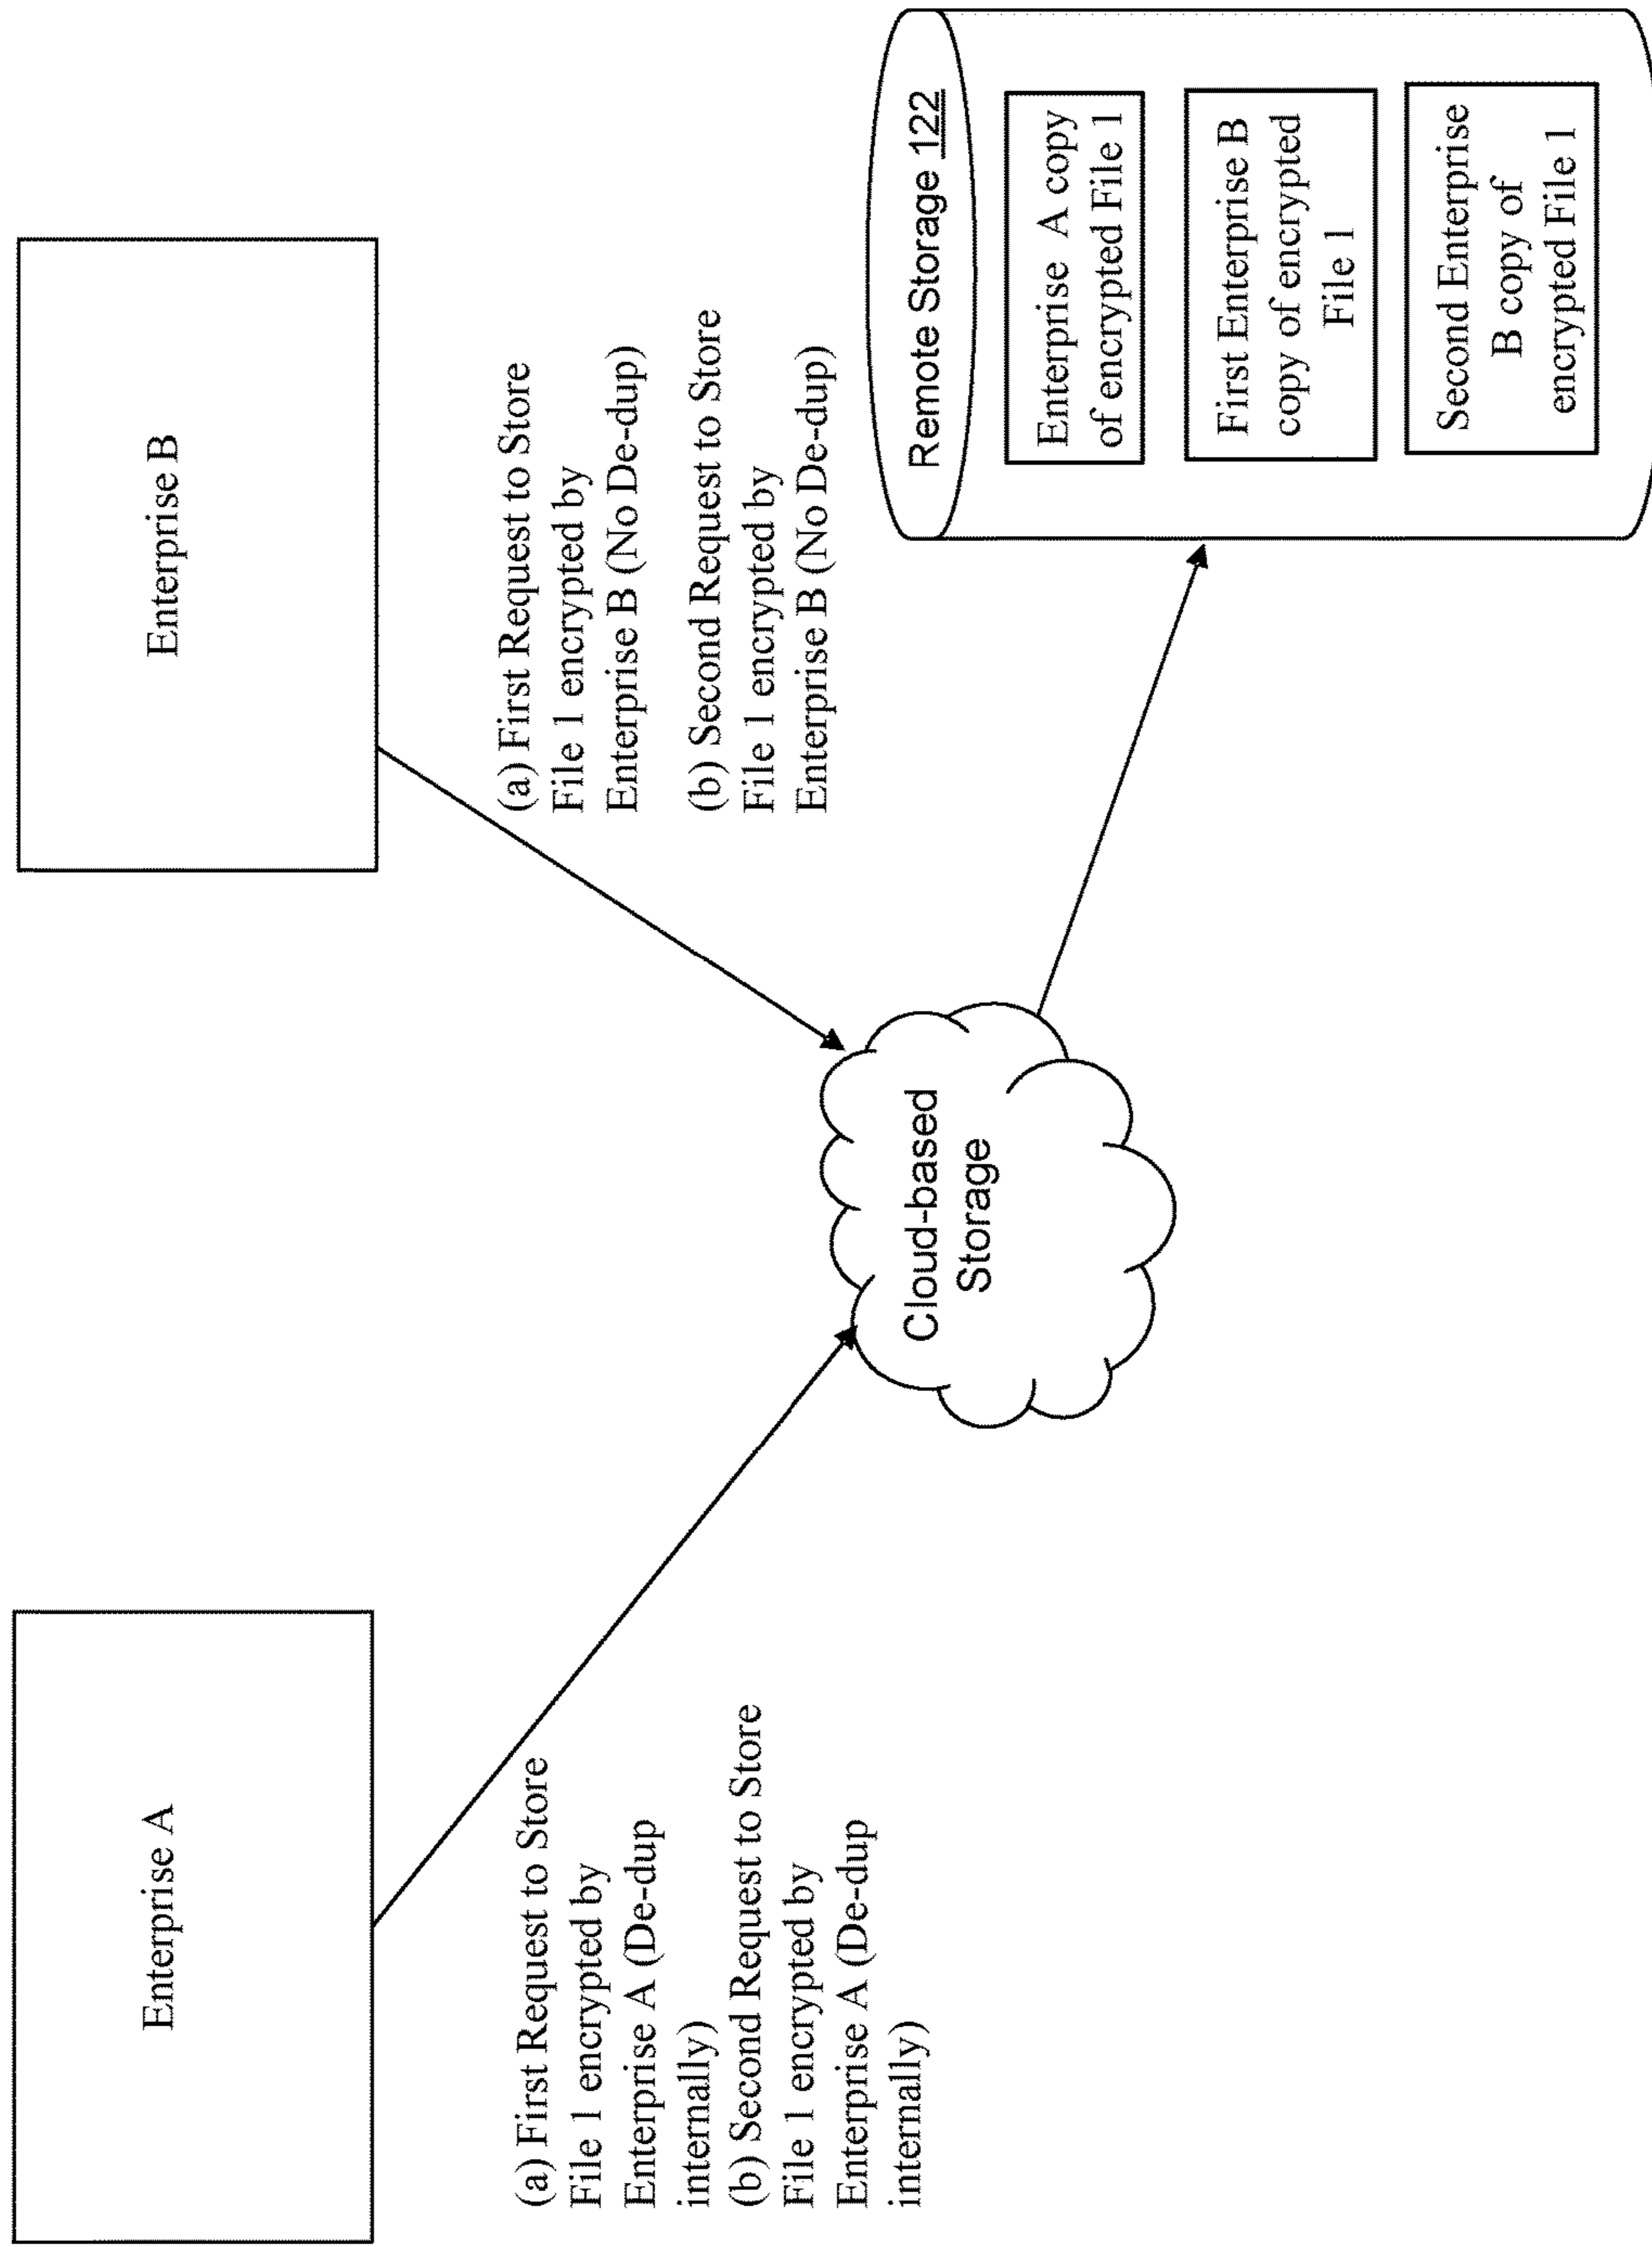 Enterprise A
Enterprise B
(a) First Request to Store
File 1 encrypted by
Enterprise A (De-dup
internally)
(b) Second Request to Store
File 1 encrypted by
Enterprise A (De-dup
internally)
(a) First Request to Store
File 1 encrypted by
Enterprise B (No De-dup)
(b) Second Request to Store
File 1 encrypted by
Enterprise B (No De-dup)
Cloud-based
Storage
Remote Storage 122
Enterprise A copy
of encrypted File 1
First Enterprise B
copy of encrypted
File 1
Second Enterprise
B copy of
encrypted File 1